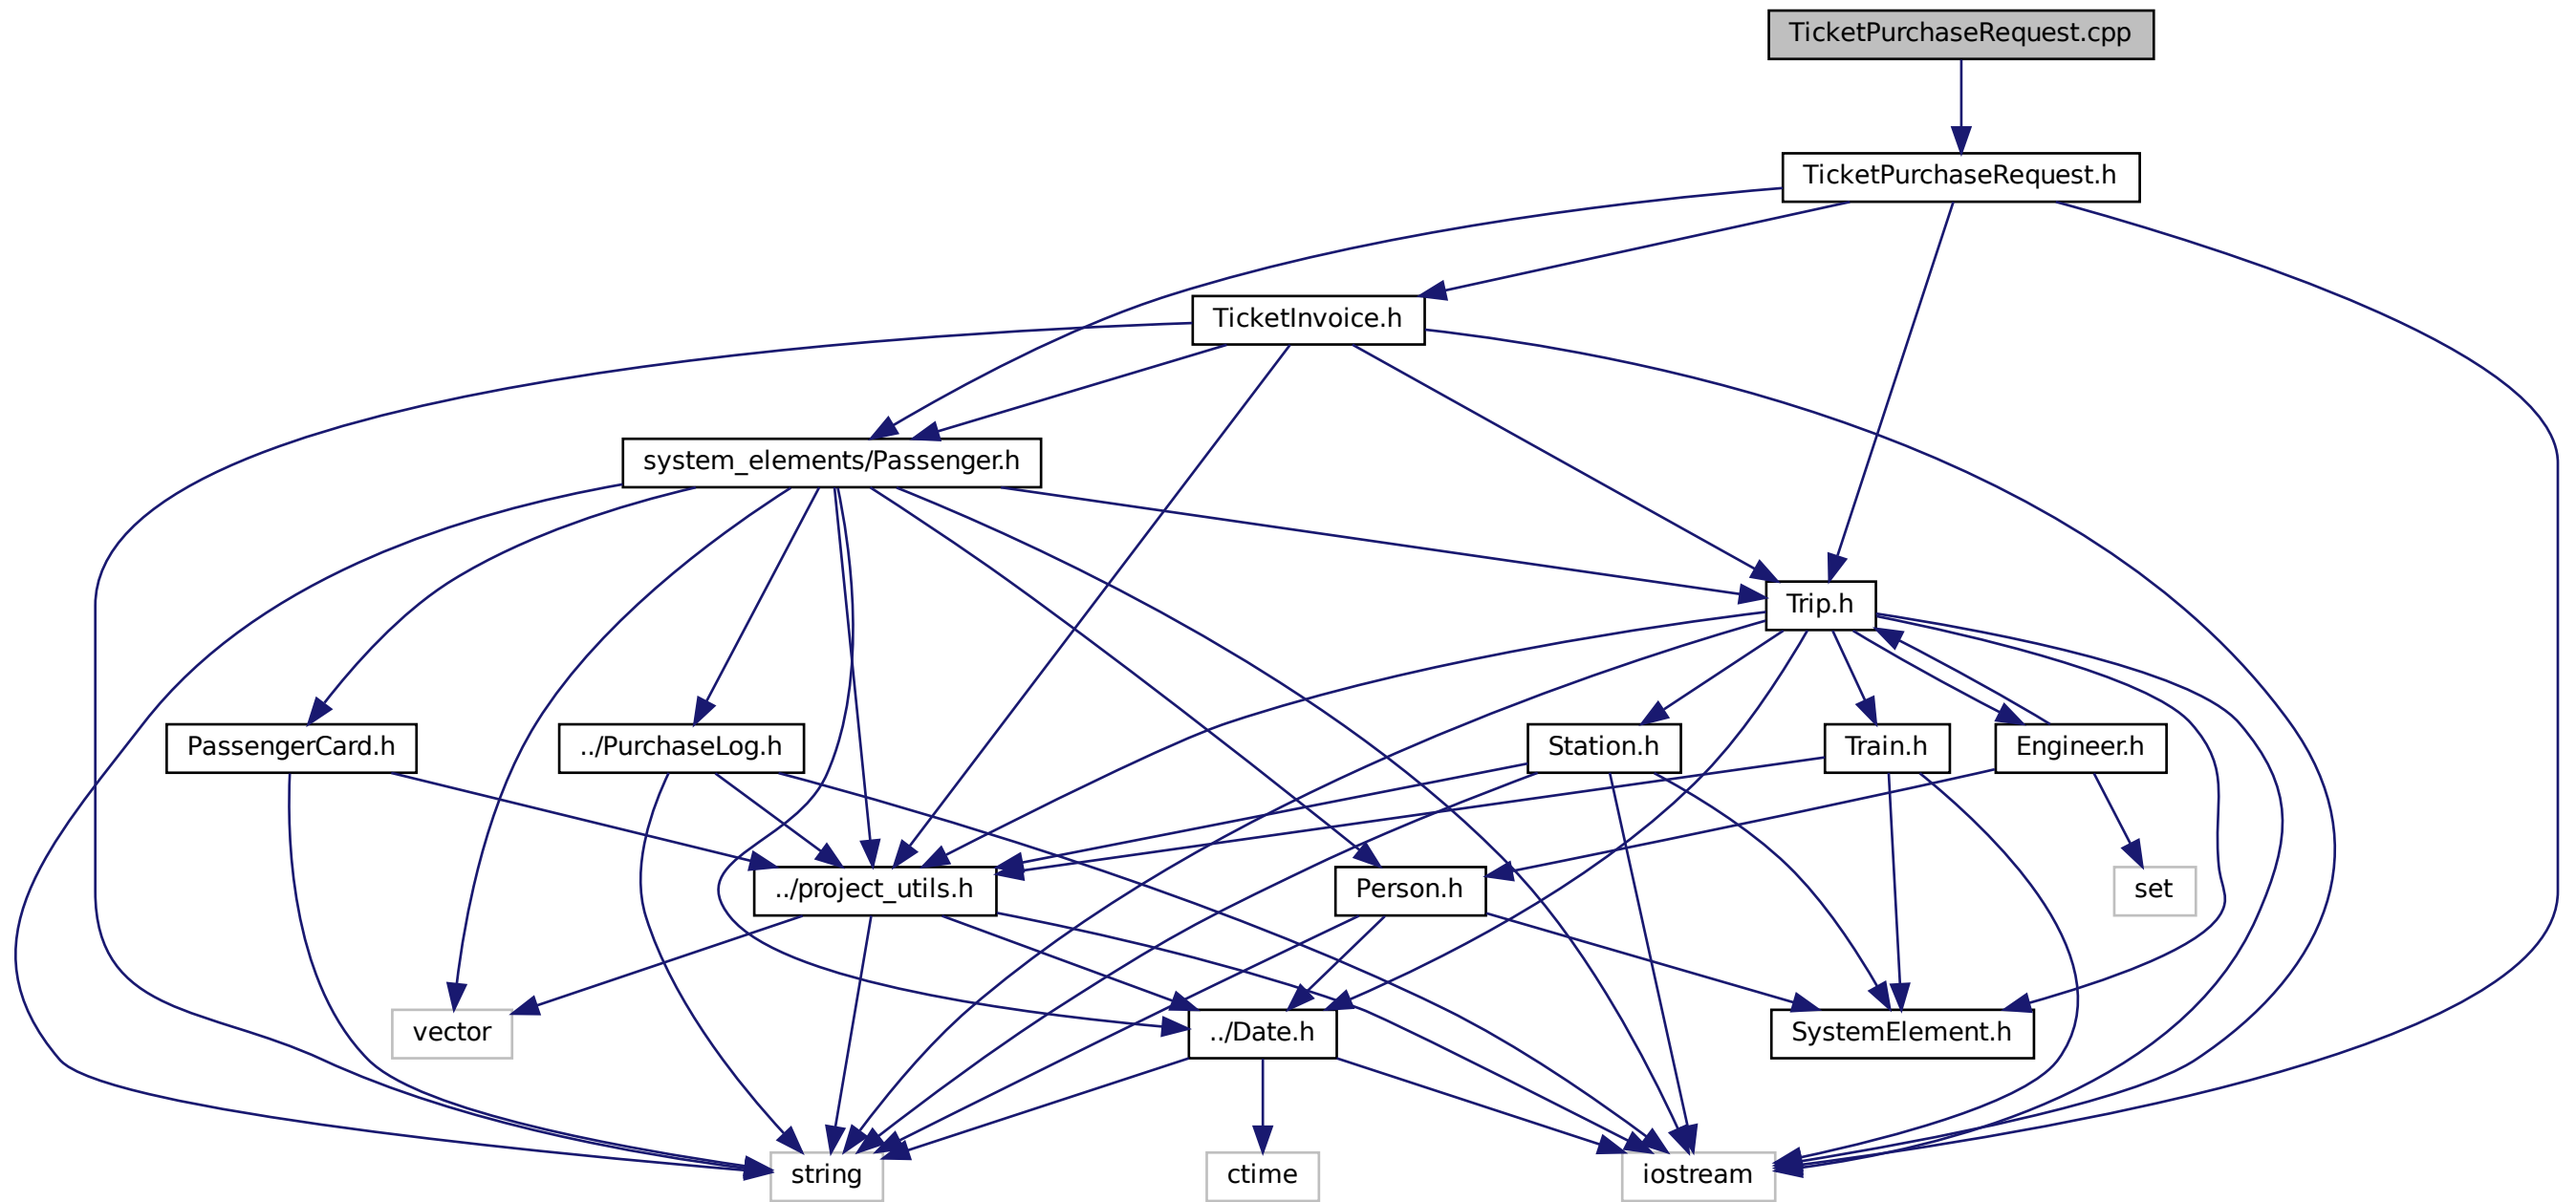 TicketPurchaseRequest.cpp
TicketPurchaseRequest.h
TicketInvoice.h
system_elements/Passenger.h
Trip.h
PassengerCard.h
../PurchaseLog.h
Station.h
Train.h
Engineer.h
../project_utils.h
Person.h
set
vector
../Date.h
SystemElement.h
string
ctime
iostream